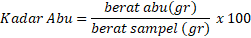 Kadar Abu = berat abu(gr) / berat sampel (gr) x 100